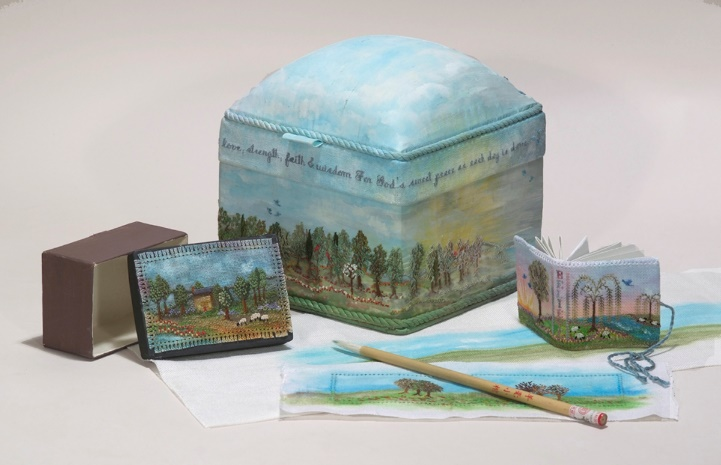 love, strength, faith & wisdom For God's sweet grace as each day is done